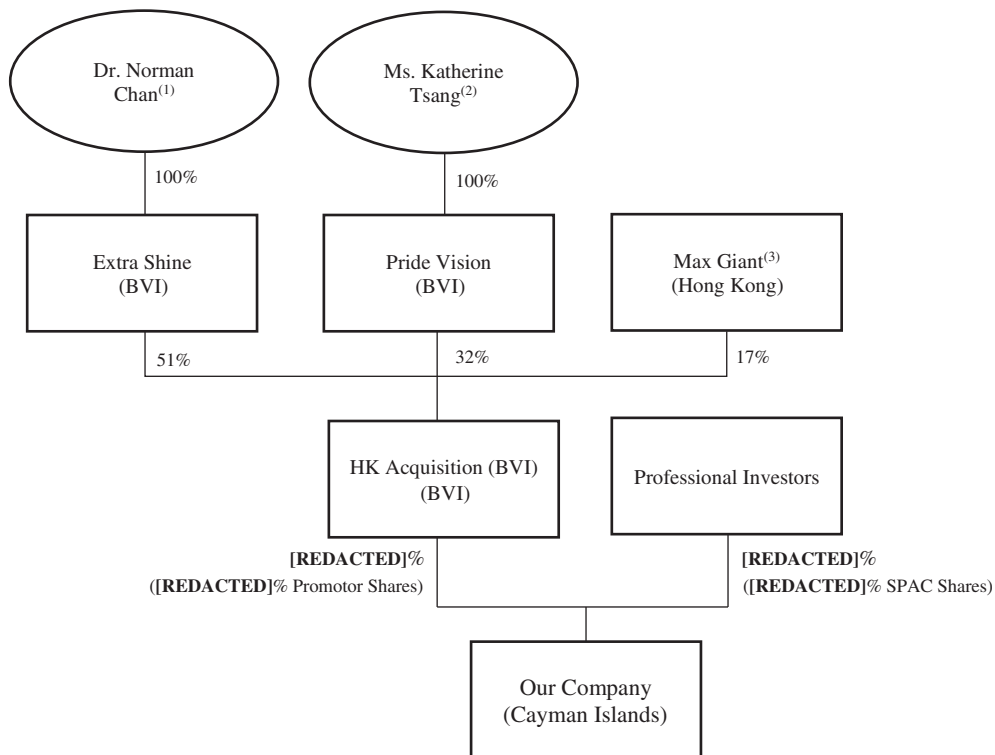 Dr. Norman
Chan(1)
Ms. Katherine
Tsang(2)
100%
100%
Extra Shine
(BVI)
Pride Vision
(BVI)
Max Giant(3)
(Hong Kong)
51%
32%
17%
HK Acquisition (BVI)
(BVI)
Professional Investors
[REDACTED]%
([REDACTED]% Promotor Shares)
[REDACTED]%
([REDACTED]% SPAC Shares)
Our Company
(Cayman Islands)